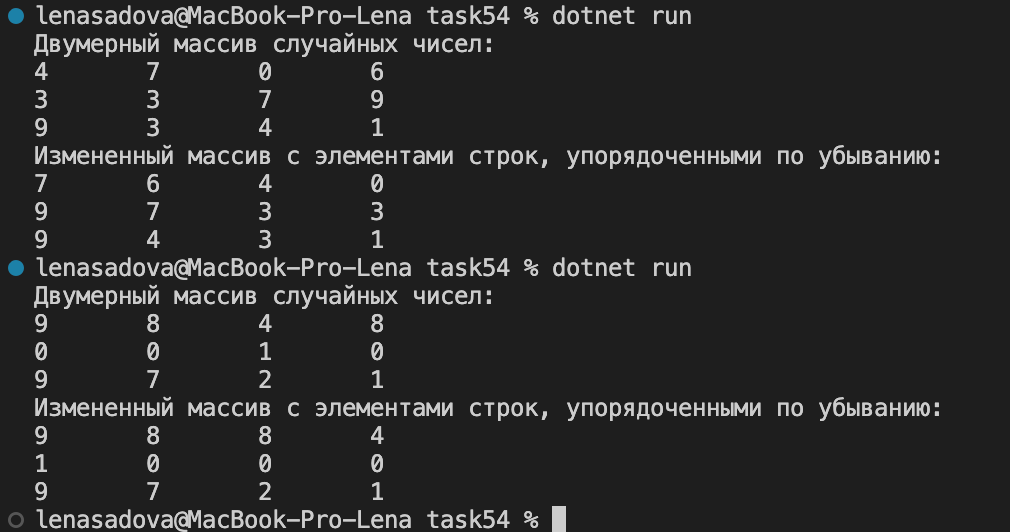 lenasadova@MacBook-Pro-Lena task54 % dotnet run
Двумерный массив случайных чисел:
4 7 0 6
3 3 7 9
9 3 4 1
Измененный массив с элементами строк, упорядоченными по убыванию:
7 6 4 0
9 7 3 3
9 4 3 1
lenasadova@MacBook-Pro-Lena task54 % dotnet run
Двумерный массив случайных чисел:
9 8 4 8
0 0 1 0
9 7 2 1
Измененный массив с элементами строк, упорядоченными по убыванию:
9 8 8 4
1 0 0 0
9 7 2 1
lenasadova@MacBook-Pro-Lena task54 %